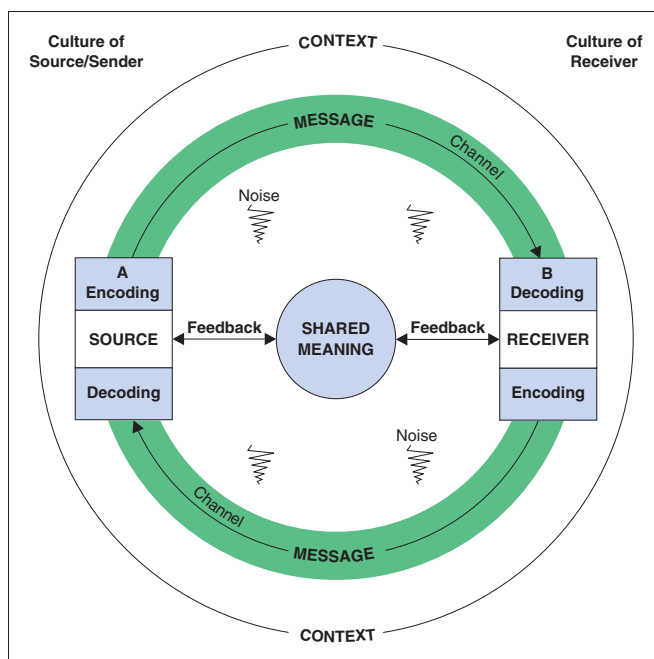 Culture of
Source/Sender
CONTEXT
Culture of
Receiver
MESSAGE
Channel
Noise
A
Encoding
B
Decoding
SOURCE
Feedback
SHARED
MEANING
Feedback
RECEIVER
Decoding
Encoding
Noise
Channel
MESSAGE
CONTEXT